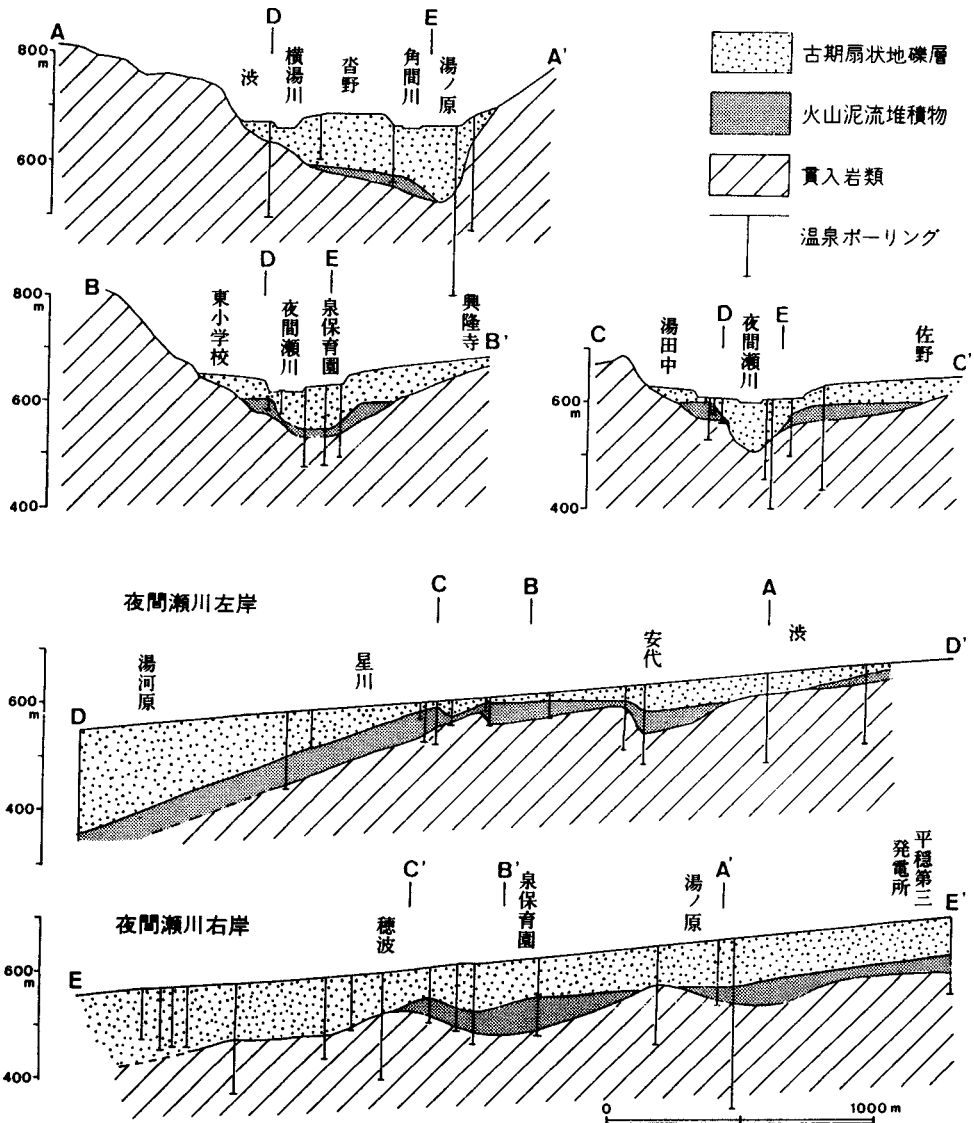 A
D
E
A'
800
m
600
渋
横湯川
沓野
角間川
湯ノ原
古期扇状地礫層
火山泥流堆積物
貫入岩類
温泉ボーリング
B
D
E
B'
800
m
600
400
東小学校
夜間瀬川
泉保育園
興隆寺
C
D
E
C'
600
m
400
湯田中
夜間瀬川
佐野
夜間瀬川左岸
C
B
A
D
D'
600
m
400
湯河原
星川
安代
渋
夜間瀬川右岸
C'
B'
A'
E
E'
600
m
400
穂波
泉保育園
湯ノ原
平穏第三
発電所
0
1000 m